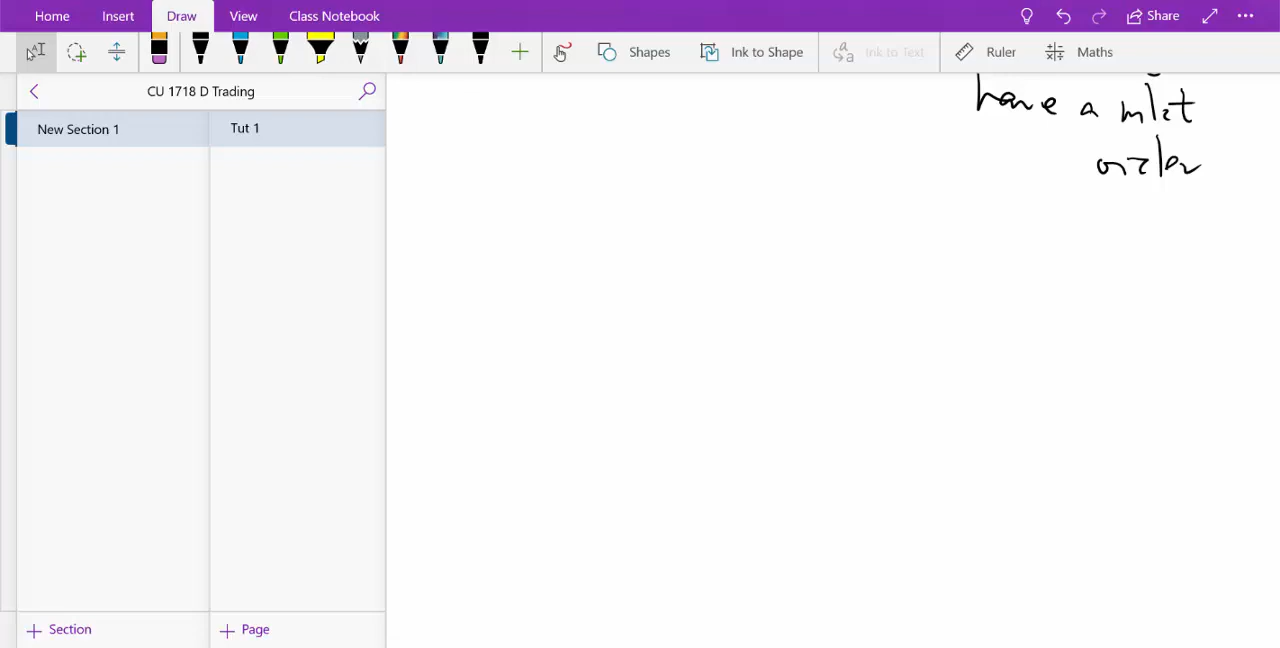 Home Insert Draw View Class Notebook Share
Shapes Ink to Shape Ink to Text Ruler Maths
CU 1718 D Trading
New Section 1 Tut 1
have a mkt
order
+ Section + Page